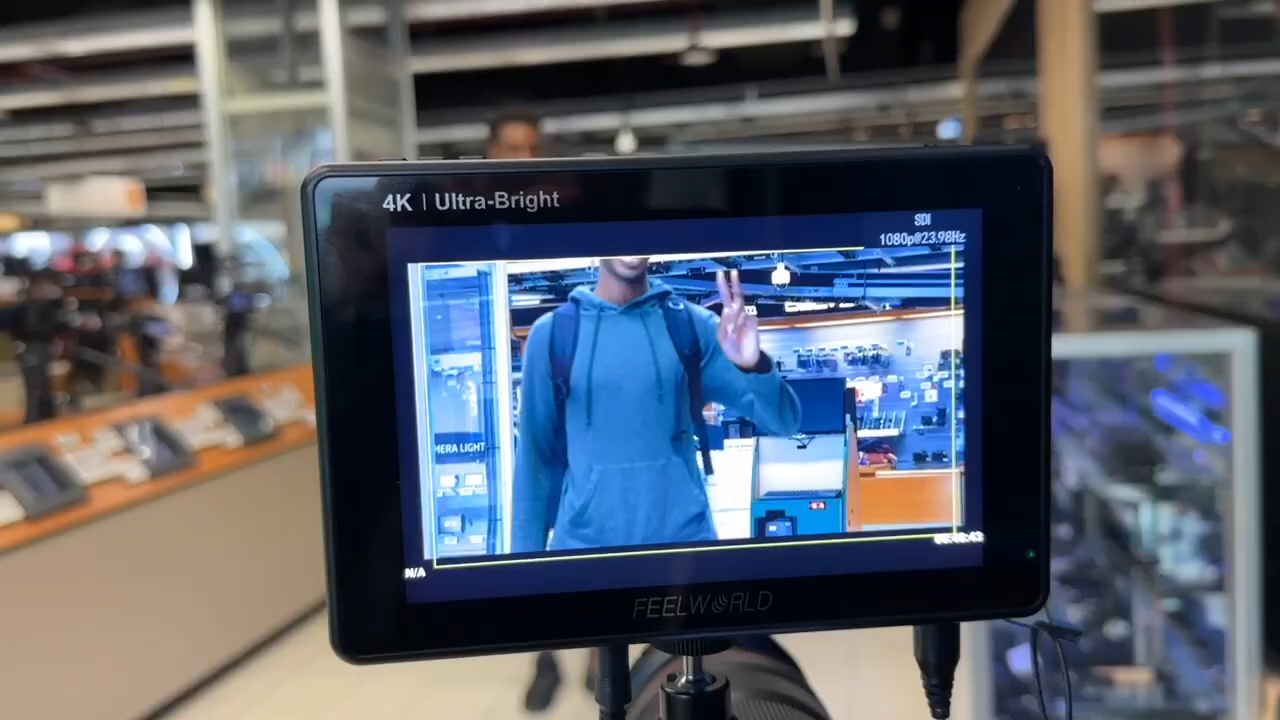 4K | Ultra-Bright
SDI
1080p@23.98Hz
MERA LIGHT
N/A
FEELWORLD